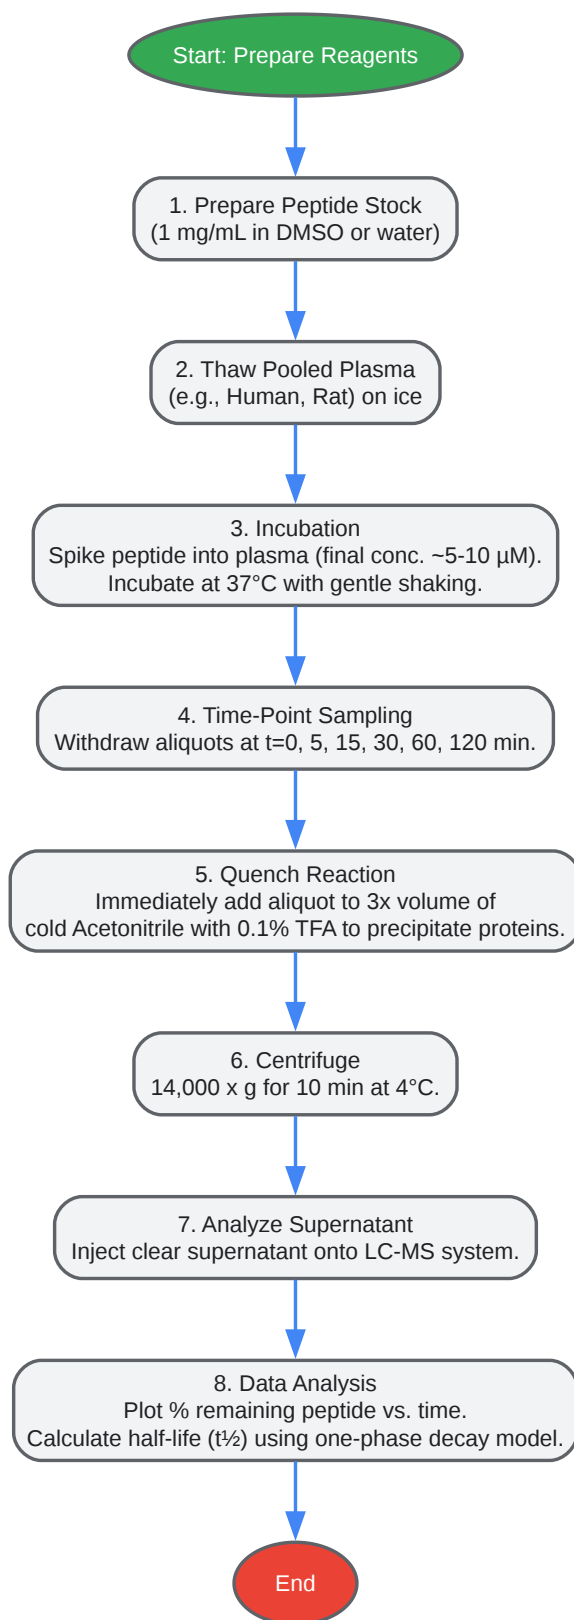 Start: Prepare Reagents
1. Prepare Peptide Stock
(1 mg/mL in DMSO or water)
2. Thaw Pooled Plasma
(e.g., Human, Rat) on ice
3. Incubation
Spike peptide into plasma (final conc. ~5-10 µM).
Incubate at 37°C with gentle shaking.
4. Time-Point Sampling
Withdraw aliquots at t=0, 5, 15, 30, 60, 120 min.
5. Quench Reaction
Immediately add aliquot to 3x volume of
cold Acetonitrile with 0.1% TFA to precipitate proteins.
6. Centrifuge
14,000 x g for 10 min at 4°C.
7. Analyze Supernatant
Inject clear supernatant onto LC-MS system.
8. Data Analysis
Plot % remaining peptide vs. time.
Calculate half-life (t½) using one-phase decay model.
End